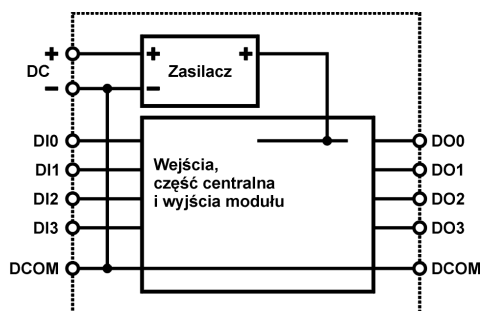 + + +
DC Zasilacz
− −
DI0 DO0
DI1 Wejścia, DO1
część centralna
DI2 i wyjścia modułu DO2
DI3 DO3
DCOM DCOM